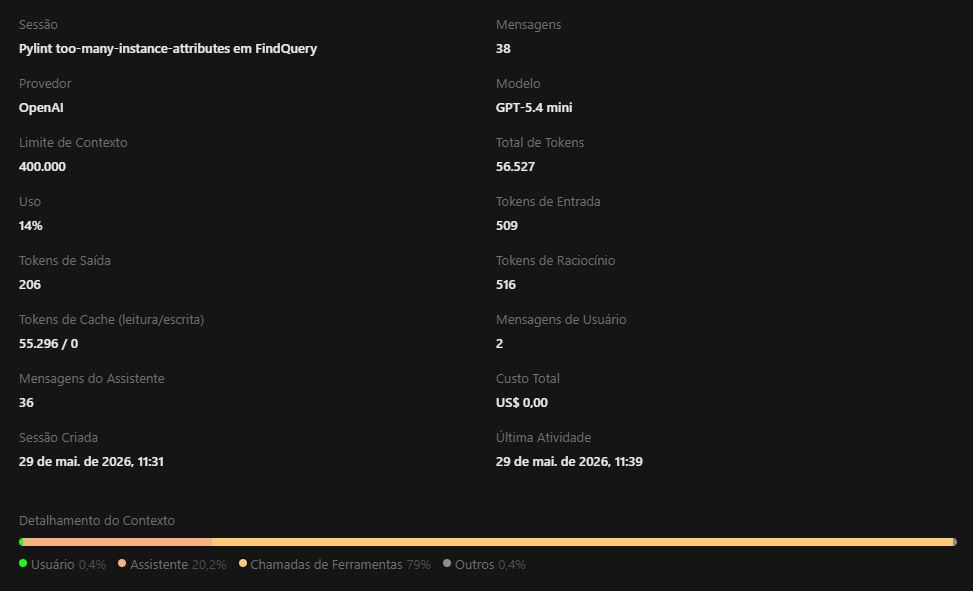 Sessão
Mensagens
Pylint too-many-instance-attributes em FindQuery
38
Provedor
Modelo
OpenAI
GPT-5.4 mini
Limite de Contexto
Total de Tokens
400.000
56.527
Uso
Tokens de Entrada
14%
509
Tokens de Saída
Tokens de Raciocínio
206
516
Tokens de Cache (leitura/escrita)
Mensagens de Usuário
55.296 / 0
2
Mensagens do Assistente
Custo Total
36
US$ 0,00
Sessão Criada
Última Atividade
29 de mai. de 2026, 11:31
29 de mai. de 2026, 11:39
Detalhamento do Contexto
Usuário 0,4% Assistente 20,2% Chamadas de Ferramentas 79% Outros 0,4%